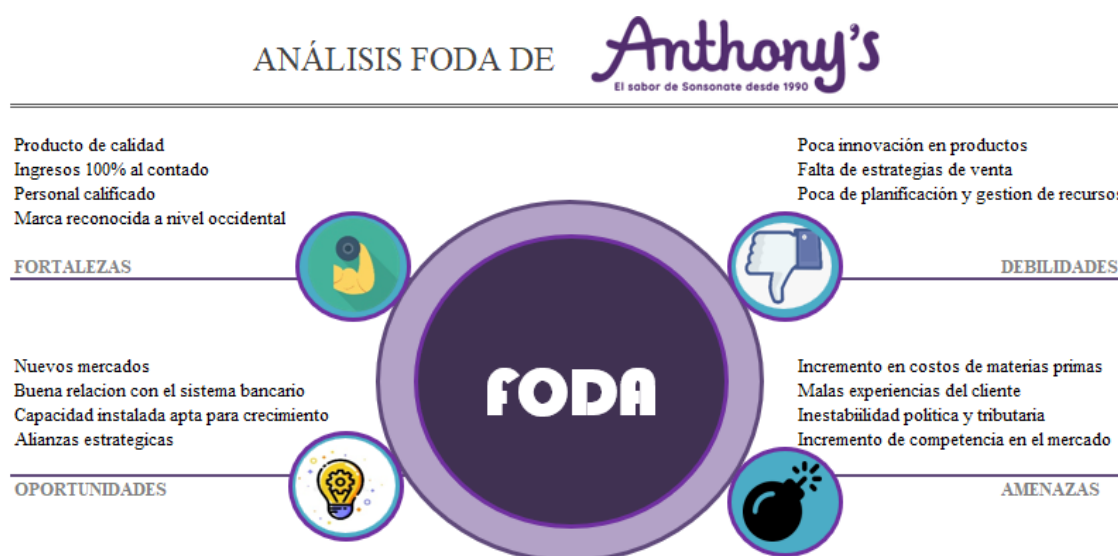 ANÁLISIS FODA DE
Anthony's
El sabor de Sonsonate desde 1990
Producto de calidad
Ingresos 100% al contado
Personal calificado
Marca reconocida a nivel occidental
FORTALEZAS
Poca innovación en productos
Falta de estrategias de venta
Poca de planificación y gestion de recursos
DEBILIDADES
FODA
Nuevos mercados
Buena relacion con el sistema bancario
Capacidad instalada apta para crecimiento
Alianzas estrategicas
OPORTUNIDADES
Incremento en costos de materias primas
Malas experiencias del cliente
Inestabiilidad politica y tributaria
Incremento de competencia en el mercado
AMENAZAS